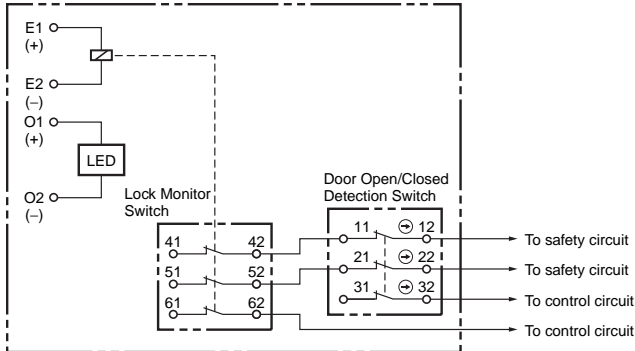 E1
(+)
E2
(−)
O1
(+)
LED
O2
(−)
Lock Monitor
Switch
Door Open/Closed
Detection Switch
41 42
51 52
61 62
11 12
21 22
31 32
To safety circuit
To safety circuit
To control circuit
To control circuit